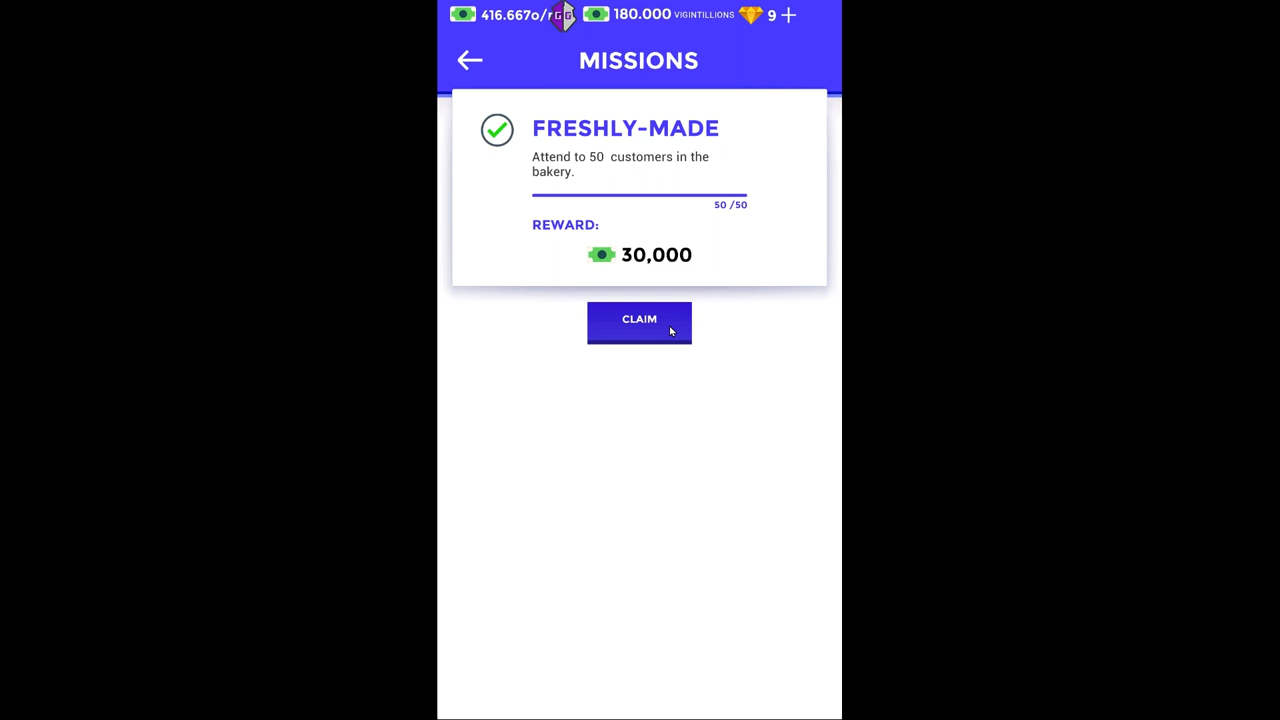 416.667o/ GG 180.000 VIGINTILLIONS 9 +
MISSIONS
FRESHLY-MADE
Attend to 50 customers in the
bakery.
50 /50
REWARD:
30,000
CLAIM